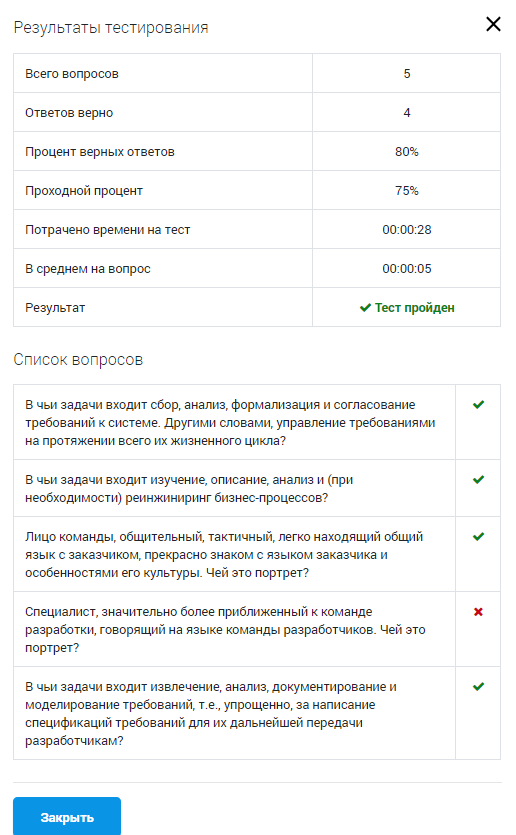 Результаты тестирования
Всего вопросов 5
Ответов верно 4
Процент верных ответов 80%
Проходной процент 75%
Потрачено времени на тест 00:00:28
В среднем на вопрос 00:00:05
Результат Тест пройден
Список вопросов
В чьи задачи входит сбор, анализ, формализация и согласование
требований к системе. Другими словами, управление требованиями
на протяжении всего их жизненного цикла?
В чьи задачи входит изучение, описание, анализ и (при
необходимости) реинжиниринг бизнес-процессов?
Лицо команды, общительный, тактичный, легко находящий общий
язык с заказчиком, прекрасно знаком с языком заказчика и
особенностями его культуры. Чей это портрет?
Специалист, значительно более приближенный к команде
разработки, говорящий на языке команды разработчиков. Чей это
портрет?
В чьи задачи входит извлечение, анализ, документирование и
моделирование требований, т.е., упрощенно, за написание
спецификаций требований для их дальнейшей передачи
разработчикам?
Закрыть